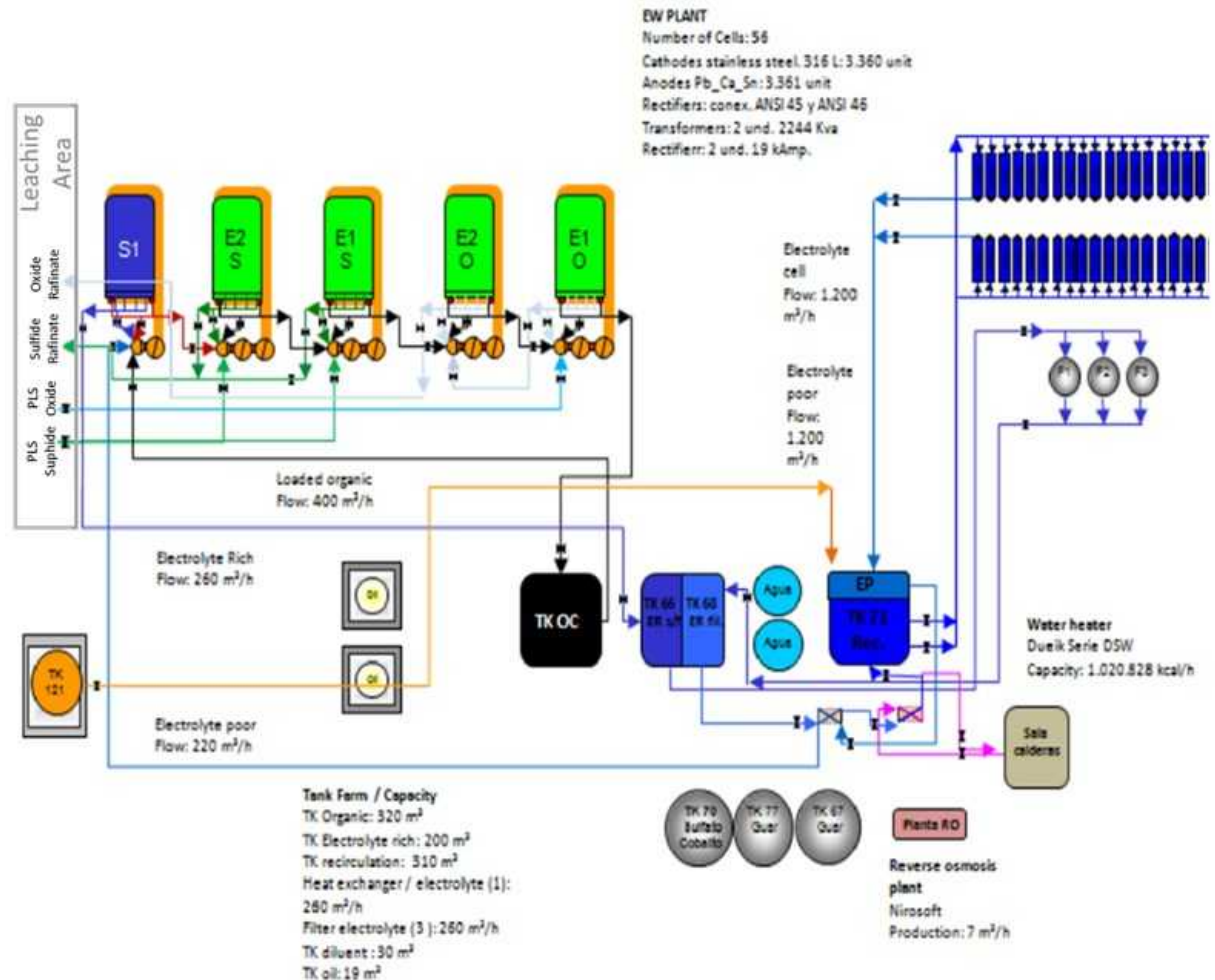 EW PLANT
Number of Cells: 56
Cathodes stainless steel. 316 L: 3.360 unit
Anodes Pb_Ca_Sn: 3.361 unit
Rectifiers: conex. ANSI 45 y ANSI 46
Transformers: 2 und. 2244 Kva
Rectifierr: 2 und. 19 kAmp.
Leaching
Area
S1
E2
S
E1
S
E2
O
E1
O
Oxide
Rafinate
Sulfide
Rafinate
PLS
Oxide
PLS
Suphide
Electrolyte
cell
Flow: 1.200
m³/h
Electrolyte
poor
Flow:
1.200
m³/h
F1
F2
F3
Loaded organic
Flow: 400 m³/h
Electrolyte Rich
Flow: 260 m³/h
TK
121
TK OC
TK 66
ER s/f
TK 68
ER fil.
Agua
Agua
EP
Rec.
Water heater
Dueik Serie DSW
Capacity: 1.020.828 kcal/h
Electrolyte poor
Flow: 220 m³/h
Sala
calderas
Tank Farm / Capacity
TK Organic: 320 m³
TK Electrolyte rich: 200 m³
TK recirculation: 310 m³
Heat exchanger / electrolyte (1):
260 m³/h
Filter electrolyte (3 ): 260 m³/h
TK diluent : 30 m³
TK oil: 19 m³
TK 70
Sulfato
Cobalto
TK 77
Guar
TK 67
Guar
Planta RO
Reverse osmosis
plant
Nirosoft
Production: 7 m³/h